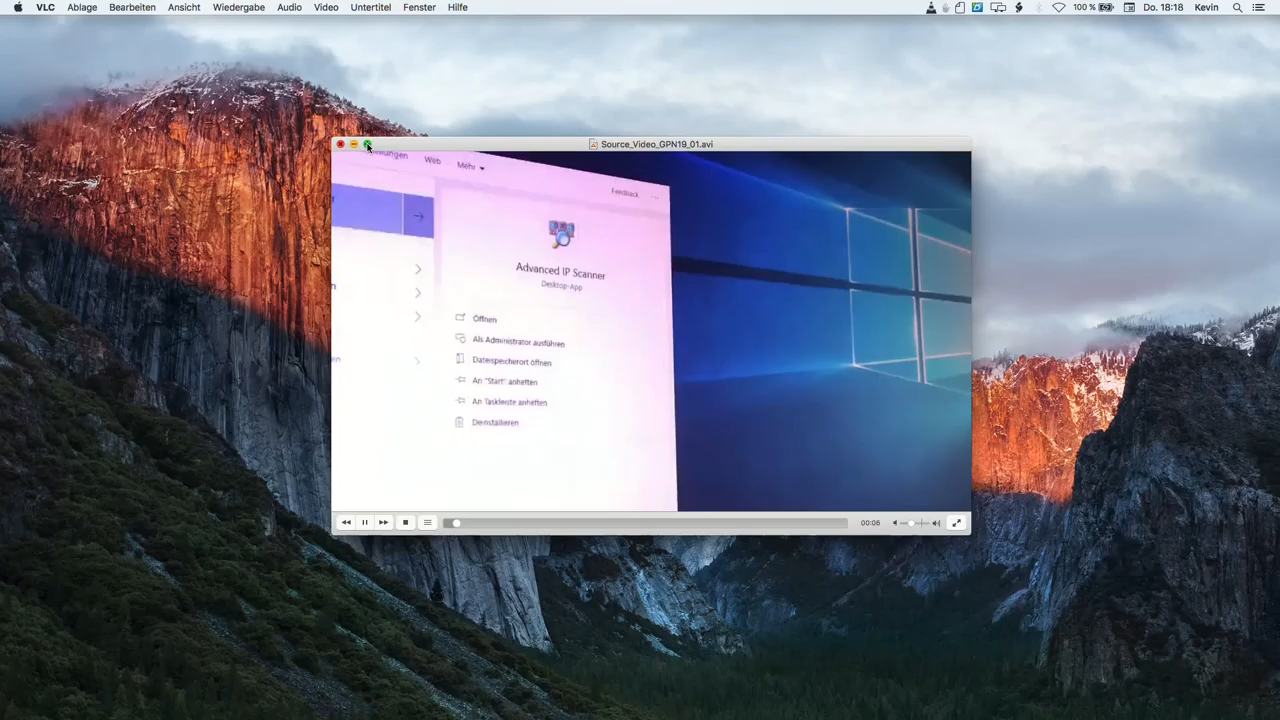 VLC Ablage Bearbeiten Ansicht Wiedergabe Audio Video Untertitel Fenster Hilfe
100 % Do. 18:18 Kevin
Source_Video_GPN19_01.avi
Web Mehr
Feedback
Advanced IP Scanner
Desktop-App
Öffnen
Als Administrator ausführen
Dateispeicherort öffnen
An "Start" anheften
An Taskleiste anheften
Deinstallieren
00:06